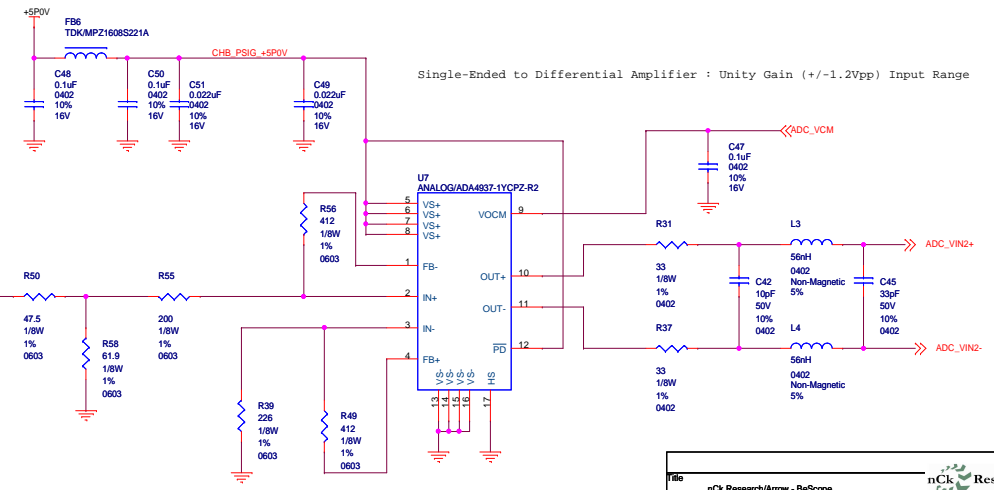 +5P0V
FB6
TDK/MPZ1608S221A
CHB_PSIG_+5P0V
C48
0.1uF
0402
10%
16V
C50
0.1uF
0402
10%
16V
C51
0.022uF
0402
10%
16V
C49
0.022uF
0402
10%
16V
Single-Ended to Differential Amplifier : Unity Gain (+/-1.2Vpp) Input Range
ADC_VCM
C47
0.1uF
0402
10%
16V
U7
ANALOG/ADA4937-1YCPZ-R2
5 VS+
6 VS+
7 VS+
8 VS+
VOCM 9
1 FB-
2 IN+
3 IN-
4 FB+
OUT+ 10
OUT- 11
PD 12
VS- VS- VS- VS- HS
13 14 15 16 17
R56
412
1/8W
1%
0603
R50
47.5
1/8W
1%
0603
R55
200
1/8W
1%
0603
R58
61.9
1/8W
1%
0603
R39
226
1/8W
1%
0603
R49
412
1/8W
1%
0603
R31
33
1/8W
1%
0402
R37
33
1/8W
1%
0402
C42
10pF
50V
10%
0402
L3
56nH
0402
Non-Magnetic
5%
L4
56nH
0402
Non-Magnetic
5%
C45
33pF
50V
10%
0402
ADC_VIN2+
ADC_VIN2-
Title
nCk Research/Arrow - BeScope
nCk Res